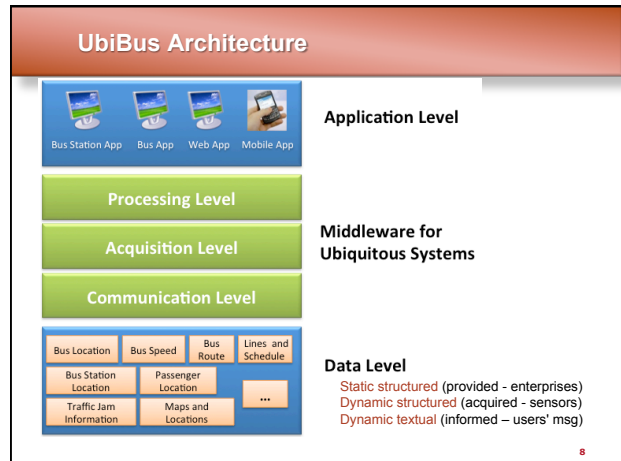 UbiBus Architecture
Bus Station App
Bus App
Web App
Mobile App
Application Level
Processing Level
Acquisition Level
Communication Level
Middleware for
Ubiquitous Systems
Bus Location
Bus Speed
Bus
Route
Lines and
Schedule
Bus Station
Location
Passenger
Location
...
Traffic Jam
Information
Maps and
Locations
Data Level
Static structured (provided - enterprises)
Dynamic structured (acquired - sensors)
Dynamic textual (informed – users' msg)
8